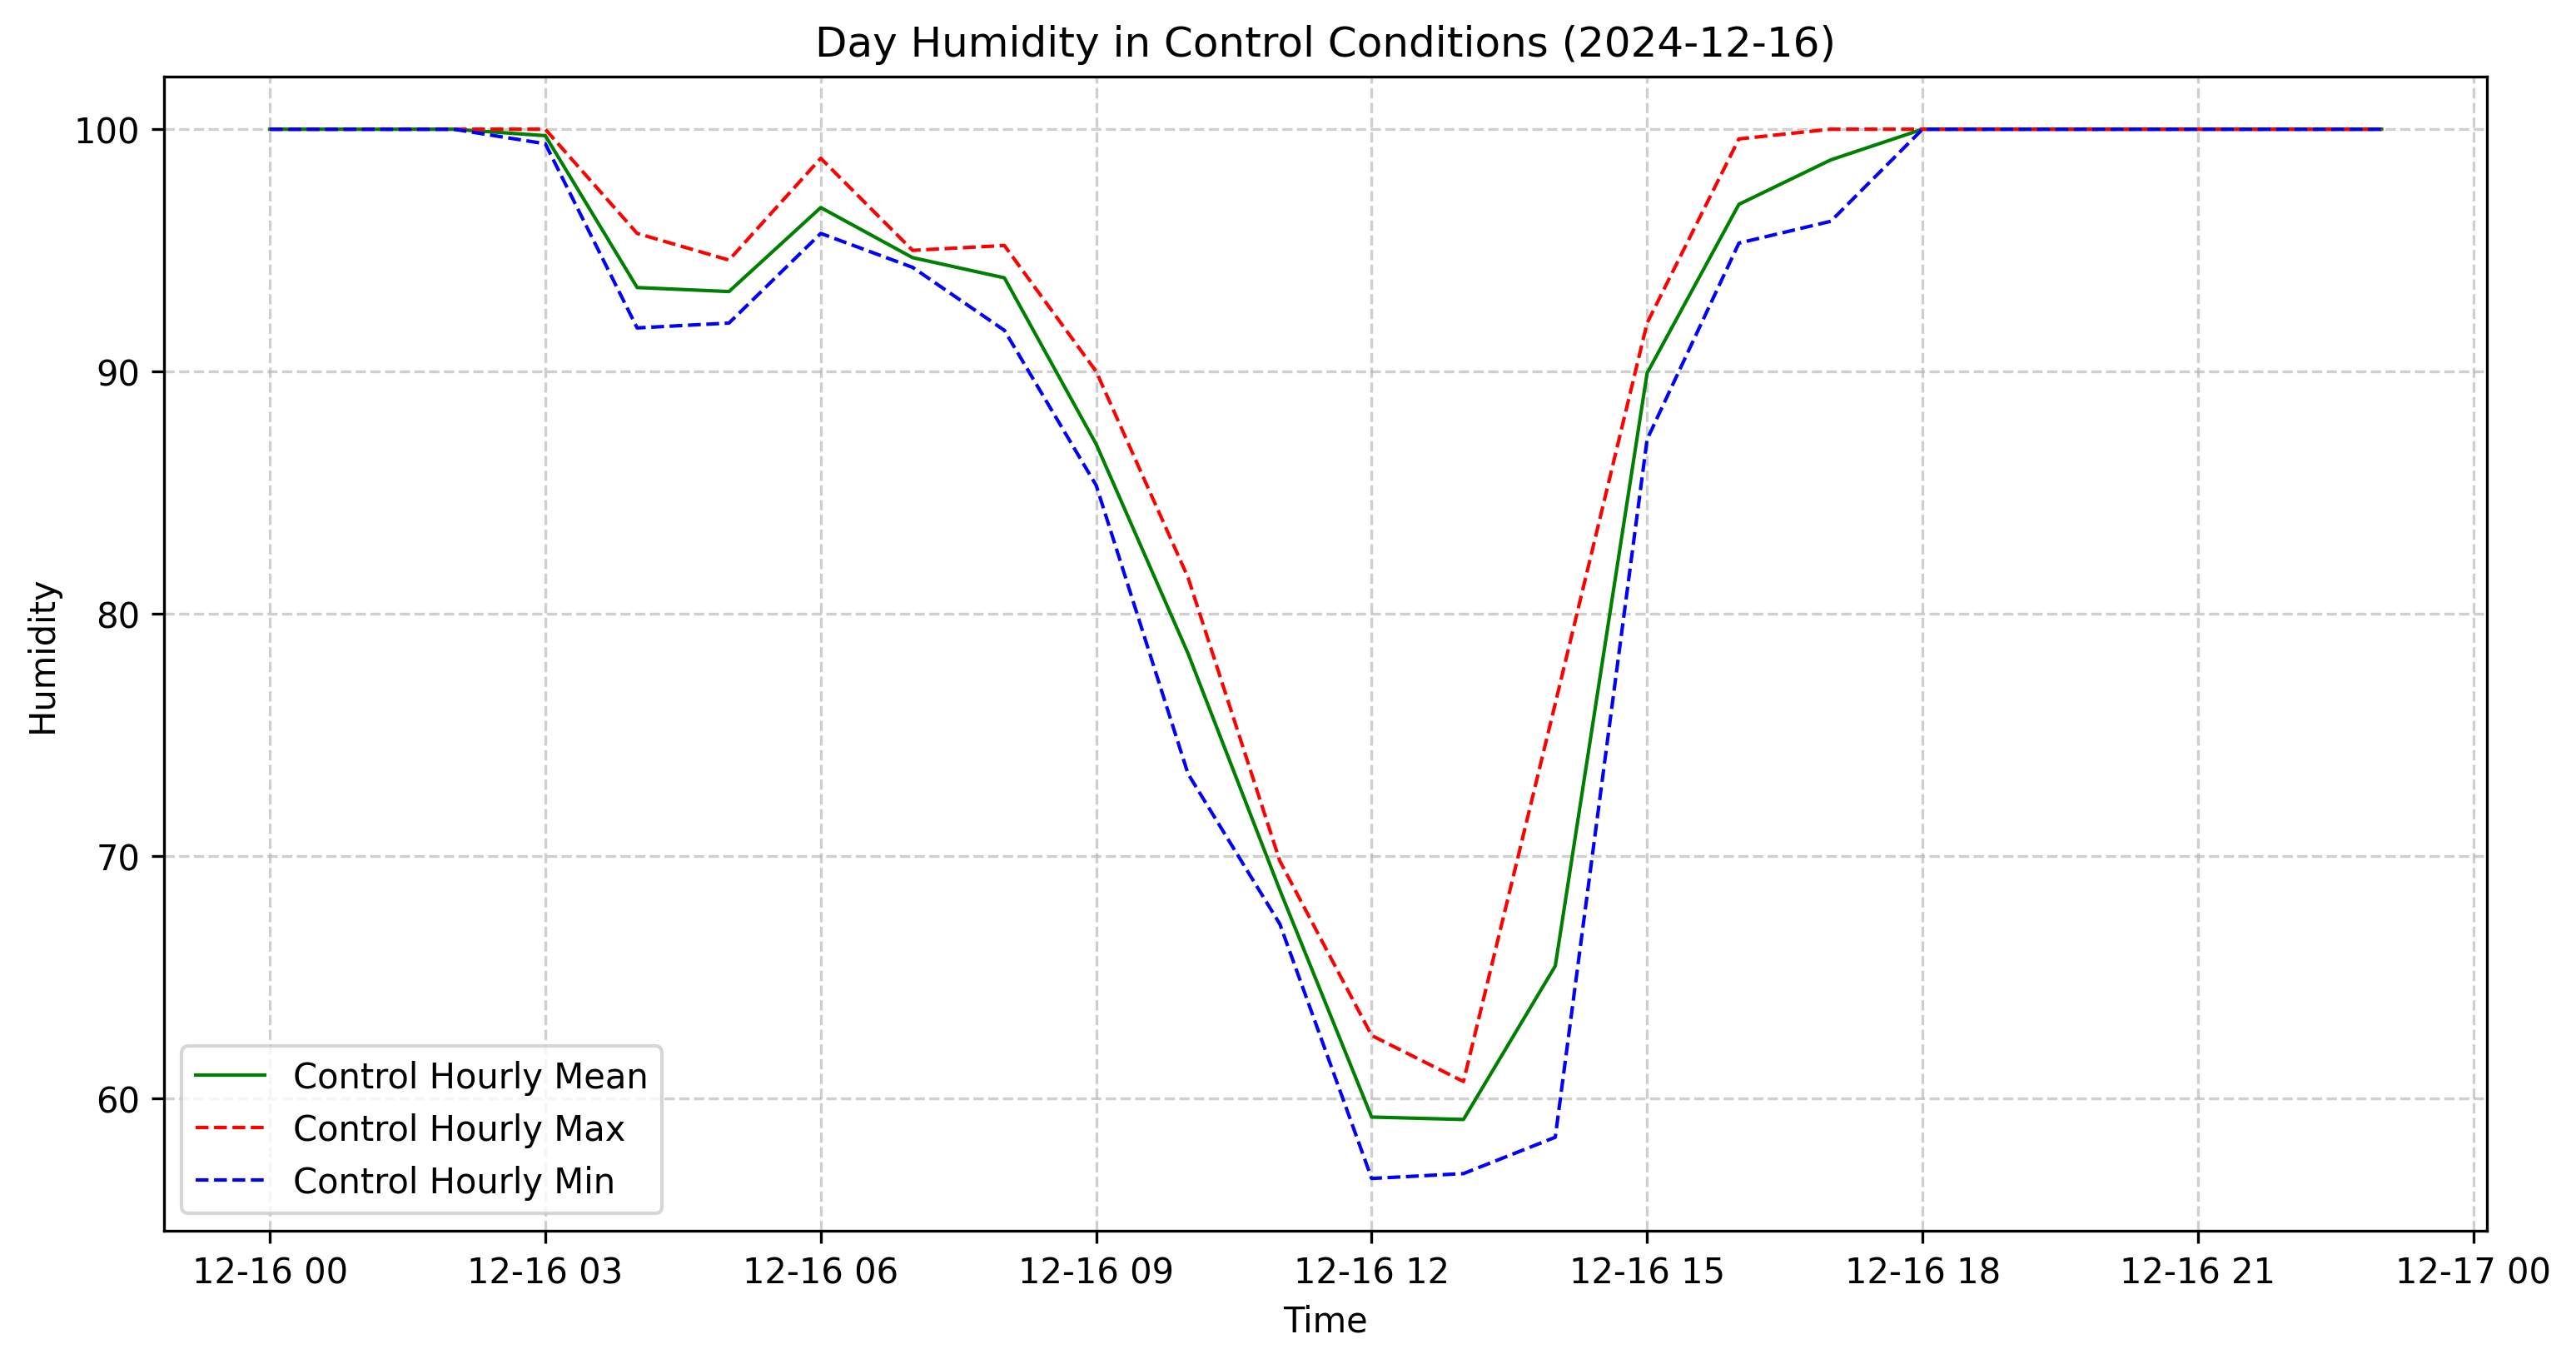 Day Humidity in Control Conditions (2024-12-16)
100
90
80
70
60
Humidity
Control Hourly Mean
Control Hourly Max
Control Hourly Min
12-16 00 12-16 03 12-16 06 12-16 09 12-16 12 12-16 15 12-16 18 12-16 21 12-17 00
Time